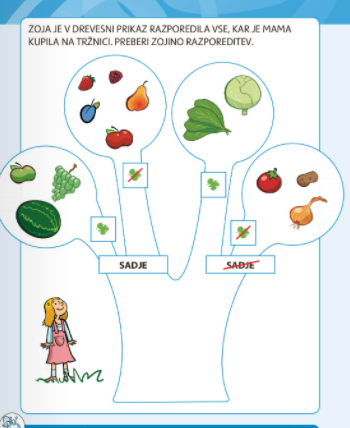 ZOJA JE V DREVESNI PRIKAZ RAZPOREDILA VSE, KAR JE MAMA
KUPILA NA TRŽNICI. PREBERI ZOJINO RAZPOREDITEV.
SADJE
SADJE